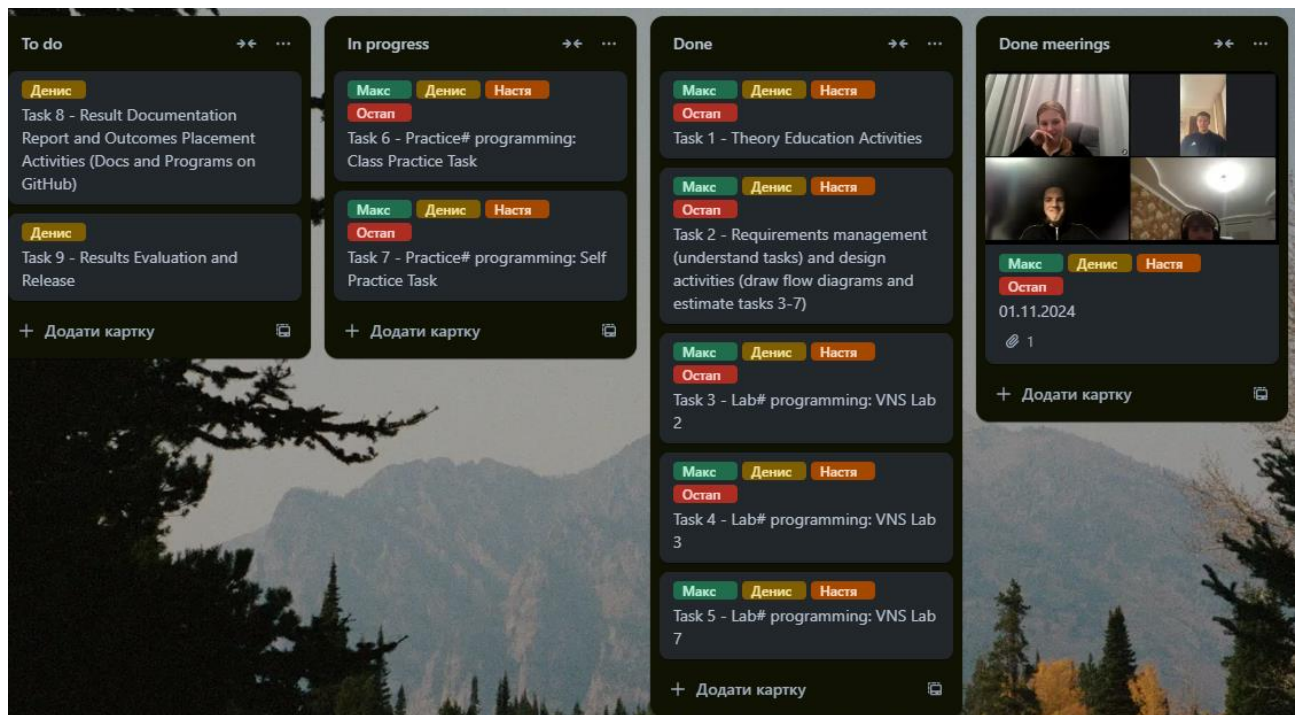 To do
Денис
Task 8 - Result Documentation
Report and Outcomes Placement
Activities (Docs and Programs on
GitHub)
Денис
Task 9 - Results Evaluation and
Release
+ Додати картку
In progress
Макс Денис Настя
Остап
Task 6 - Practice# programming:
Class Practice Task
Макс Денис Настя
Остап
Task 7 - Practice# programming: Self
Practice Task
+ Додати картку
Done
Макс Денис Настя
Остап
Task 1 - Theory Education Activities
Макс Денис Настя
Остап
Task 2 - Requirements management
(understand tasks) and design
activities (draw flow diagrams and
estimate tasks 3-7)
Макс Денис Настя
Остап
Task 3 - Lab# programming: VNS Lab
2
Макс Денис Настя
Остап
Task 4 - Lab# programming: VNS Lab
3
Макс Денис Настя
Task 5 - Lab# programming: VNS Lab
7
+ Додати картку
Done meerings
Макс Денис Настя
Остап
01.11.2024
1
+ Додати картку